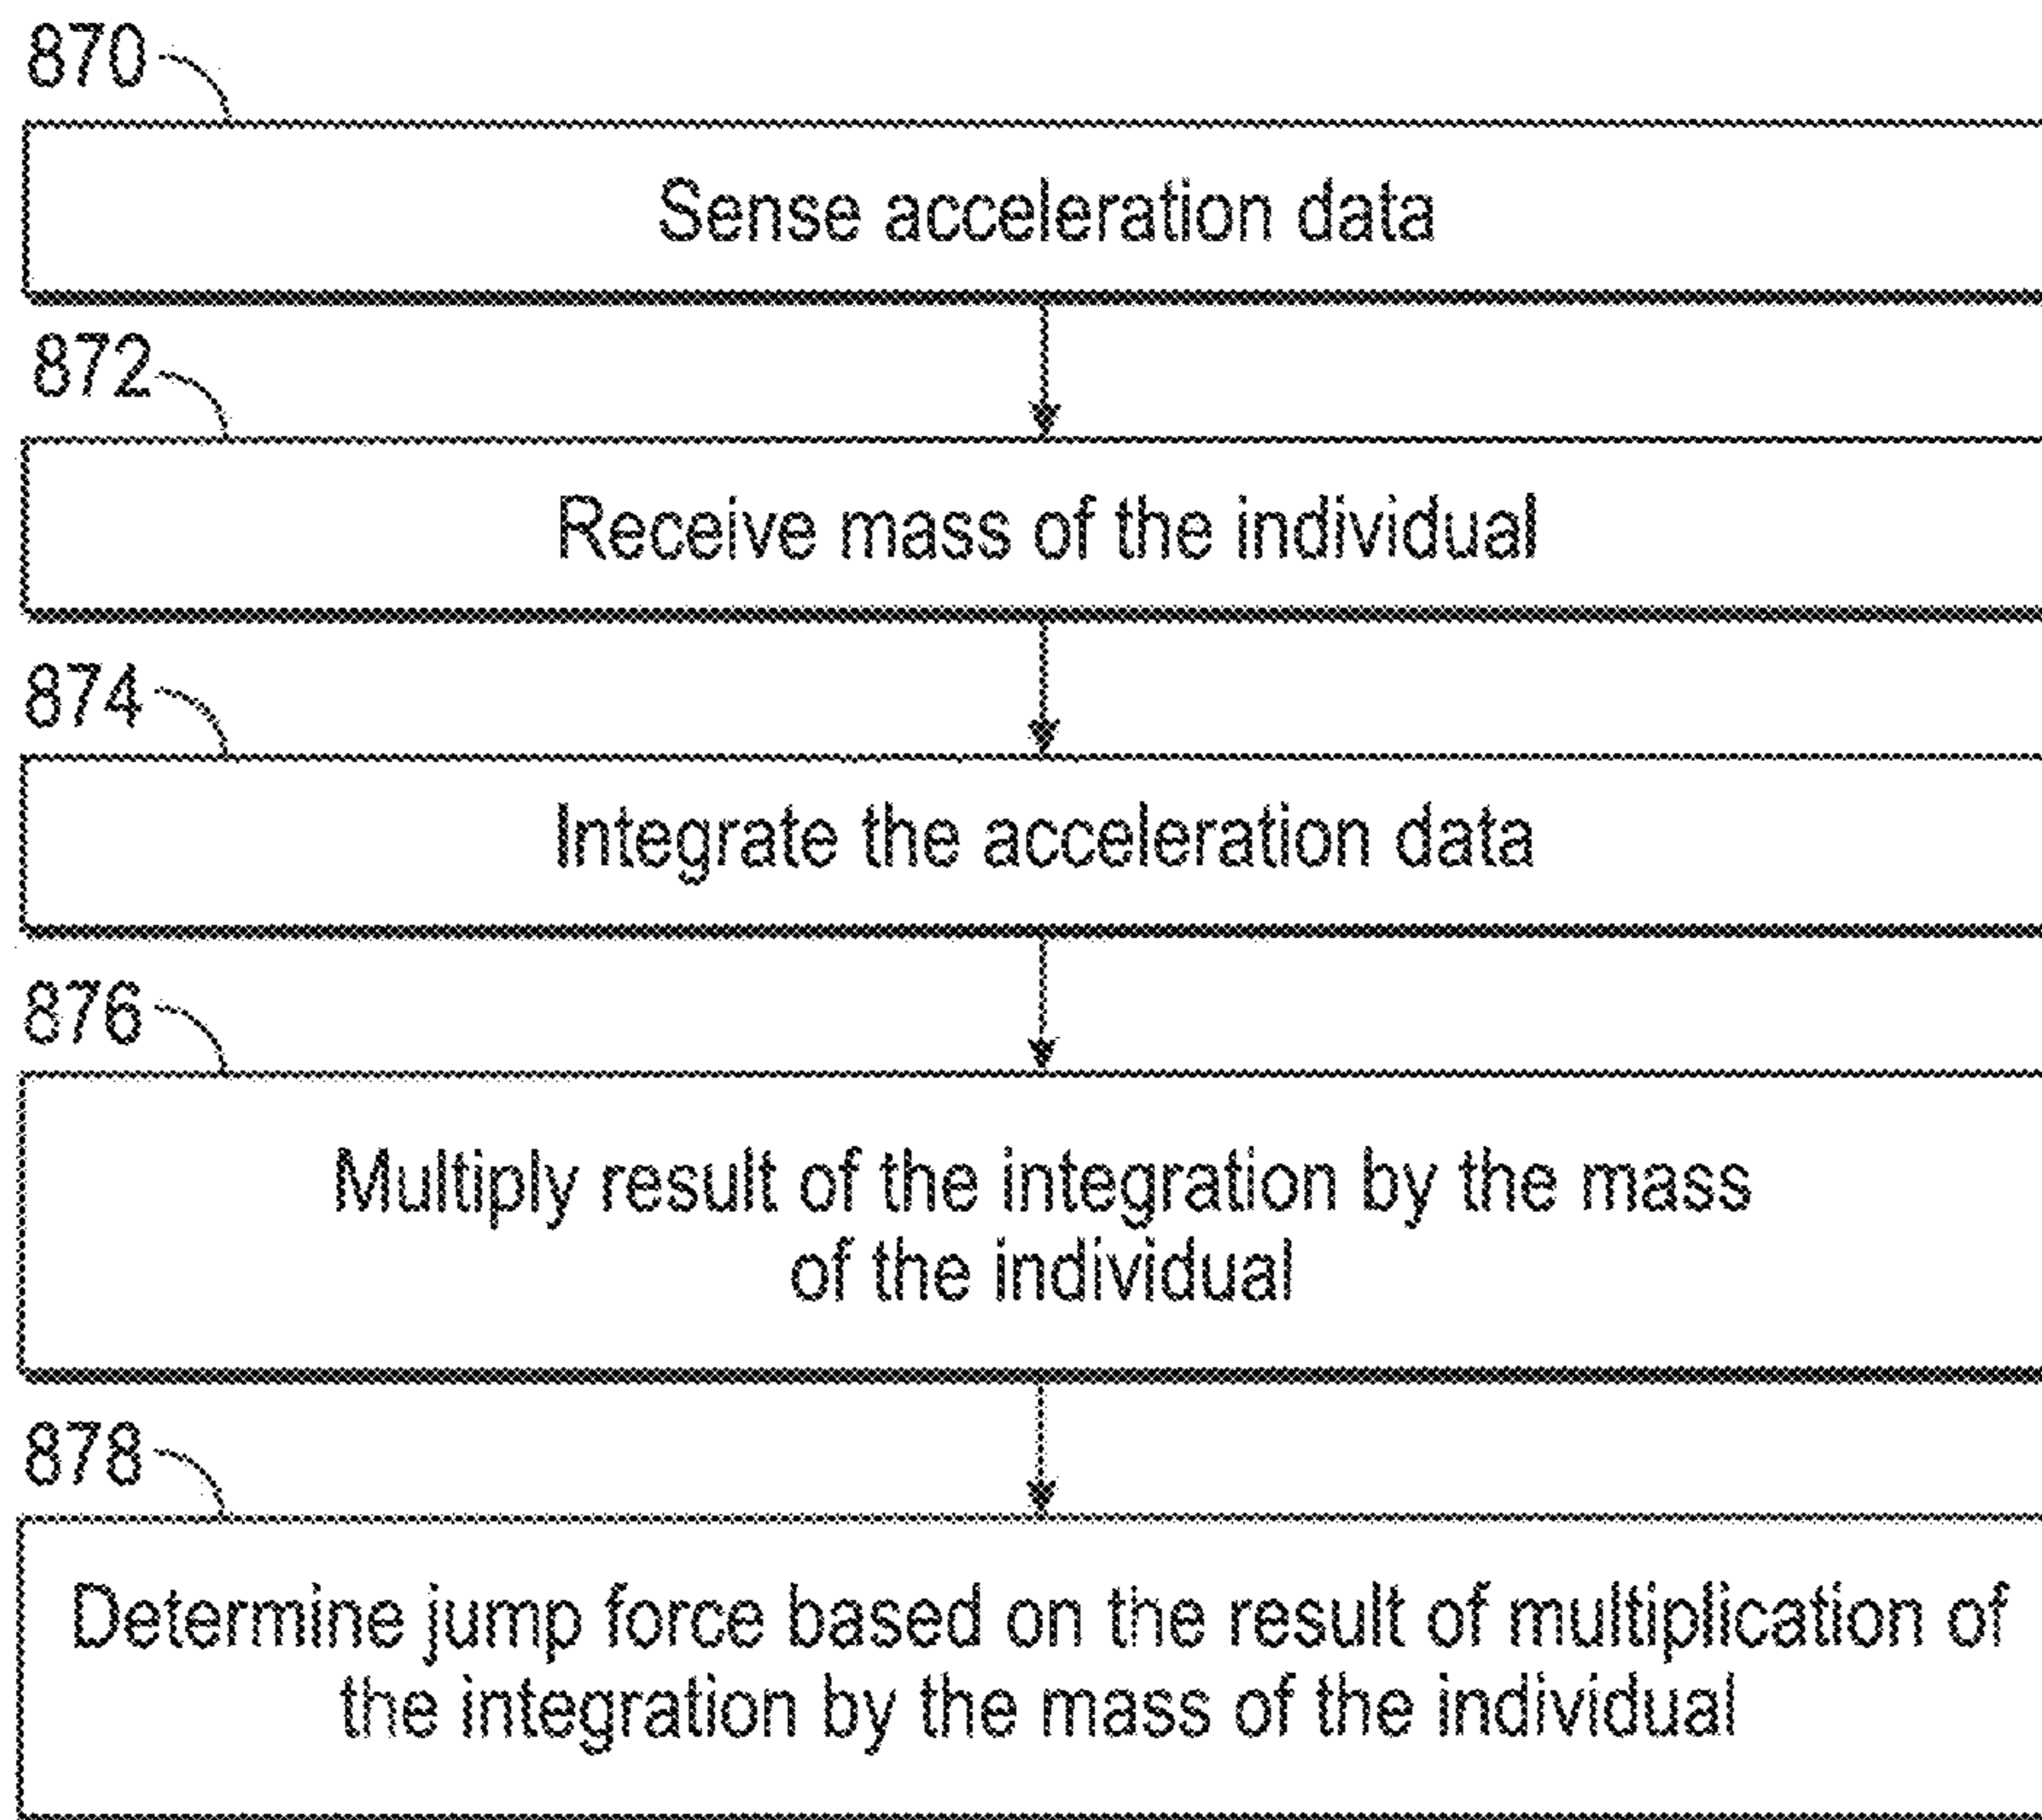 870
Sense acceleration data
872
Receive mass of the individual
874
Integrate the acceleration data
876
Multiply result of the integration by the mass
of the individual
878
Determine jump force based on the result of multiplication of
the integration by the mass of the individual